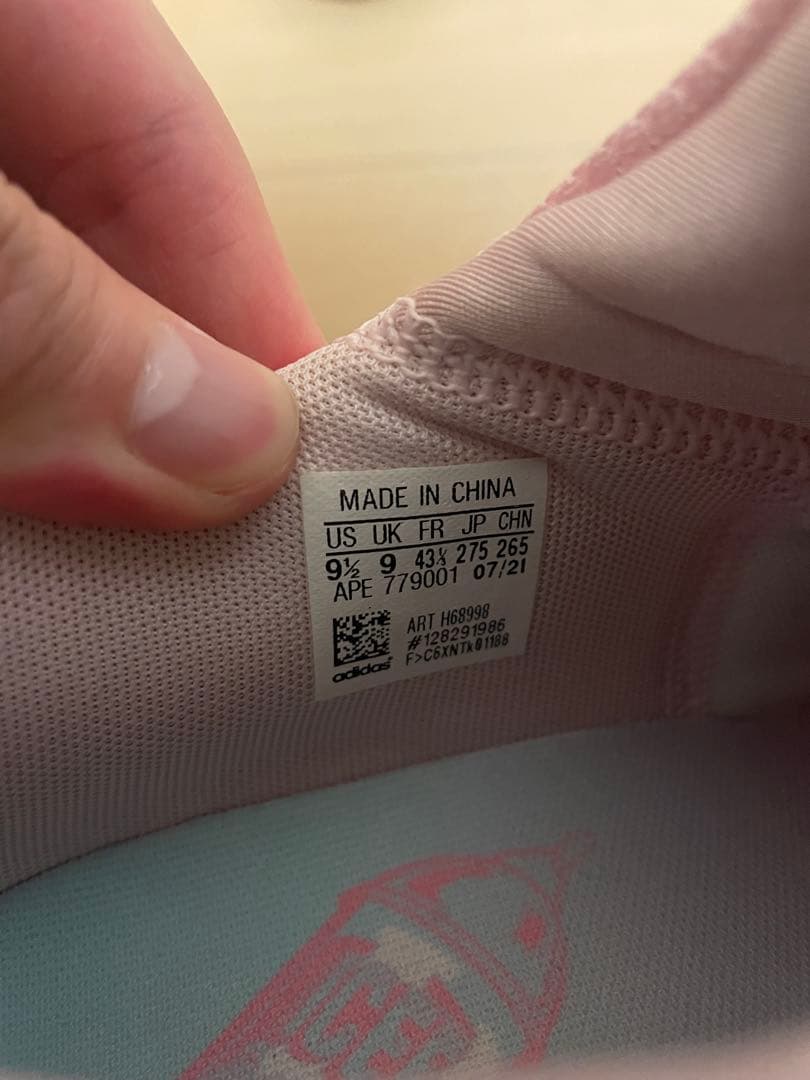 MADE IN CHINA
US UK FR JP CHN
9½ 9 43⅓ 275 265
APE 779001 07/21
ART H68998
#128291986
F>C6XNTk01188
adidas